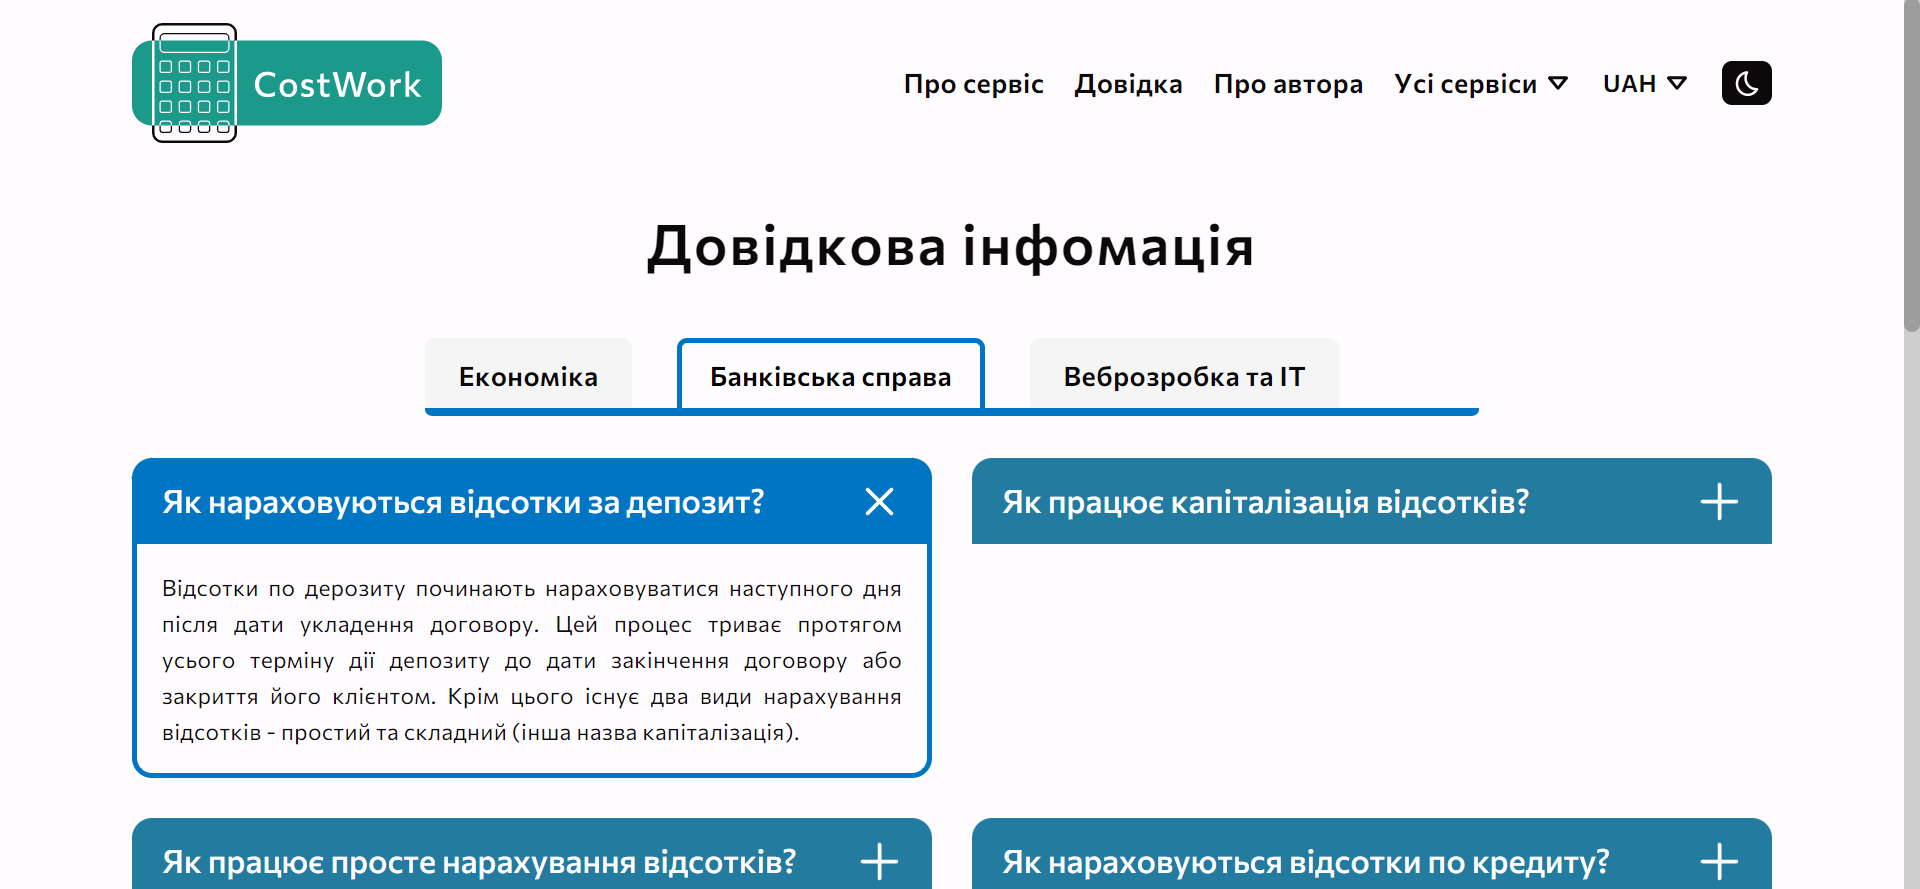 CostWork
Про сервіс Довідка Про автора Усі сервіси UAH
Довідкова інфомація
Економіка Банківська справа Веброзробка та ІТ
Як нараховуються відсотки за депозит?
Відсотки по дерозиту починають нараховуватися наступного дня
після дати укладення договору. Цей процес триває протягом
усього терміну дії депозиту до дати закінчення договору або
закриття його клієнтом. Крім цього існує два види нарахування
відсотків - простий та складний (інша назва капіталізація).
Як працює капіталізація відсотків?
Як працює просте нарахування відсотків?
Як нараховуються відсотки по кредиту?